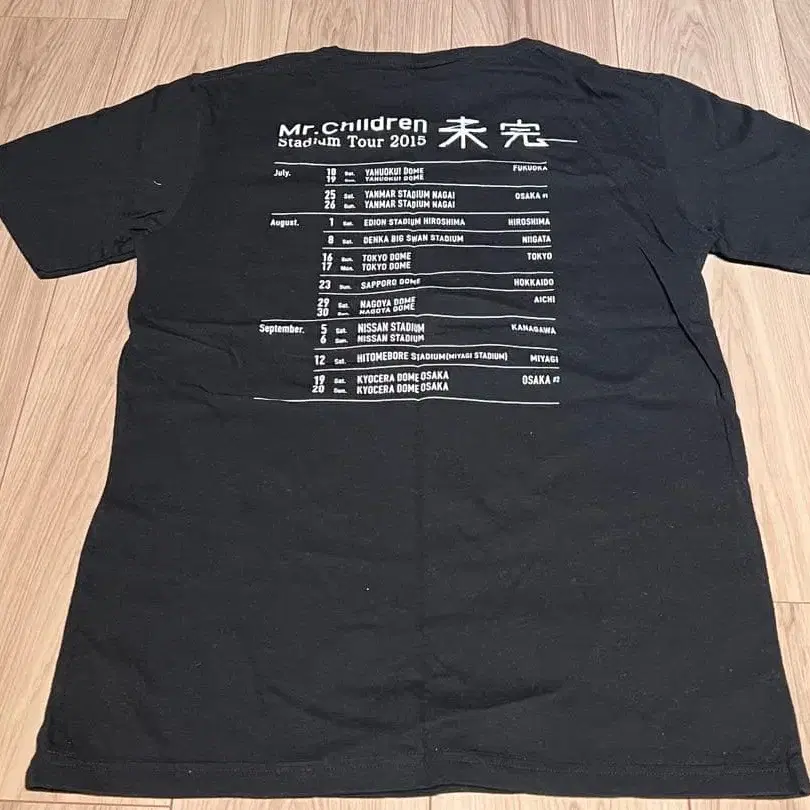 Mr.Children
Stadium Tour 2015 未完
July. 18 Sat. YAHUOKU! DOME FUKUOKA
19 Sun. YAHUOKU! DOME
25 Sat. YANMAR STADIUM NAGAI OSAKA #1
26 Sun. YANMAR STADIUM NAGAI
August. 1 Sat. EDION STADIUM HIROSHIMA HIROSHIMA
8 Sat. DENKA BIG SWAN STADIUM NIIGATA
16 Sun. TOKYO DOME TOKYO
17 Mon. TOKYO DOME
23 Sun. SAPPORO DOME HOKKAIDO
29 Sat. NAGOYA DOME AICHI
30 Sun. NAGOYA DOME
September. 5 Sat. NISSAN STADIUM KANAGAWA
6 Sun. NISSAN STADIUM
12 Sat. HITOMEBORE STADIUM(MIYAGI STADIUM) MIYAGI
19 Sat. KYOCERA DOME OSAKA OSAKA #2
20 Sun. KYOCERA DOME OSAKA